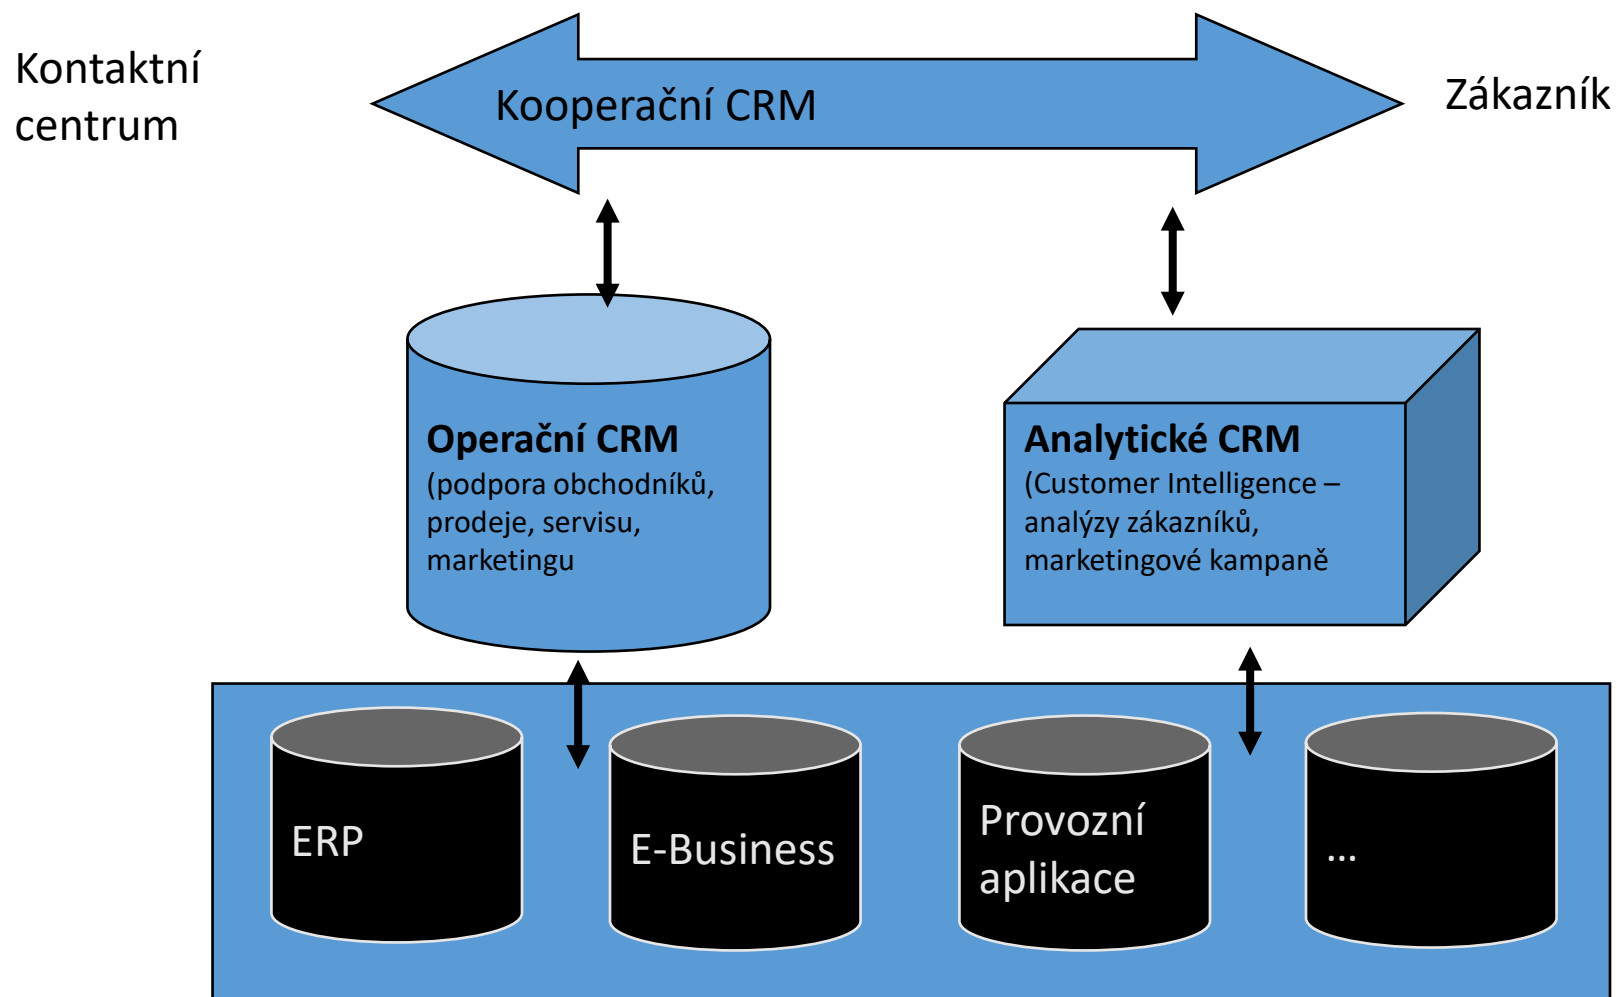 Kontaktní
centrum
Kooperační CRM
Zákazník
Operační CRM
(podpora obchodníků,
prodeje, servisu,
marketingu
Analytické CRM
(Customer Intelligence –
analýzy zákazníků,
marketingové kampaně
ERP
E-Business
Provozní
aplikace
...